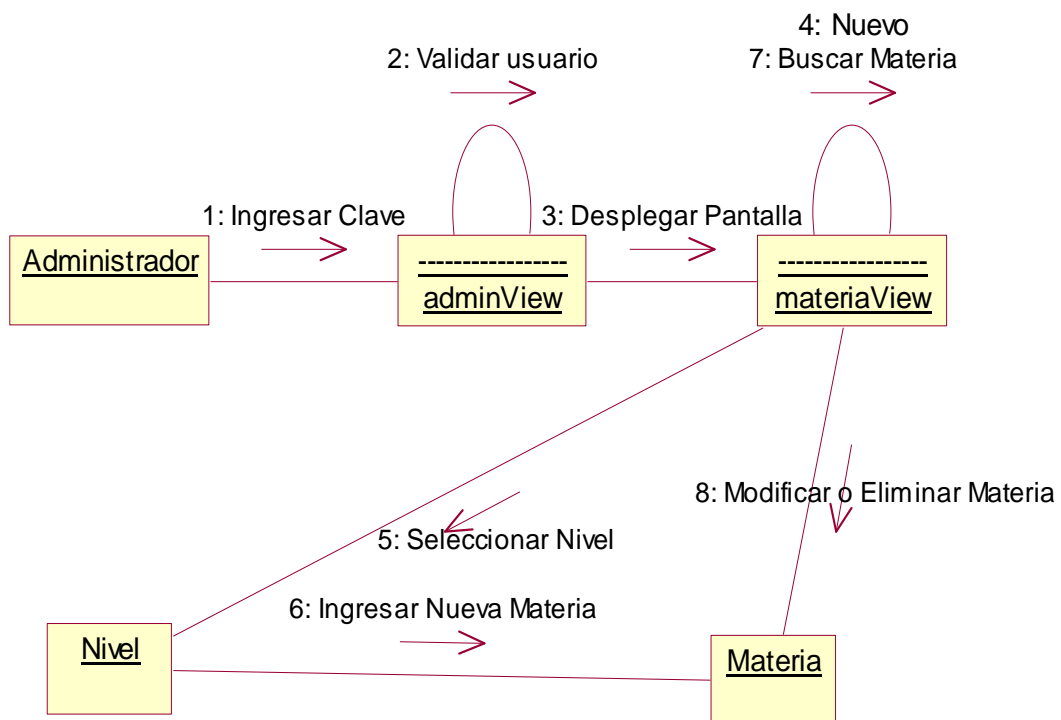 4: Nuevo
2: Validar usuario
7: Buscar Materia
1: Ingresar Clave
3: Desplegar Pantalla
Administrador
-----------------
adminView
-----------------
materiaView
8: Modificar o Eliminar Materia
5: Seleccionar Nivel
6: Ingresar Nueva Materia
Nivel
Materia